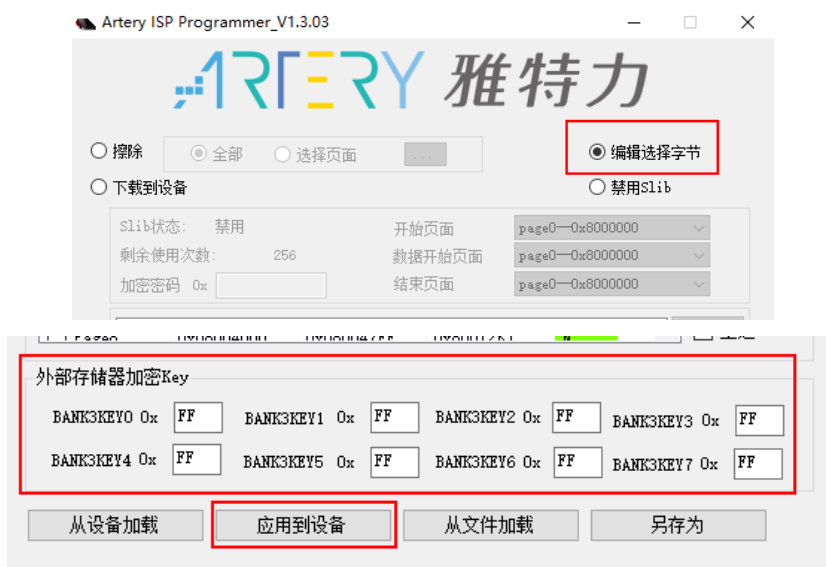 Artery ISP Programmer_V1.3.03
ARTERY 雅特力
擦除 全部 选择页面 ... 编辑选择字节
下载到设备 禁用Slib
Slib状态: 禁用 开始页面 page0—0x8000000
剩余使用次数: 256 数据开始页面 page0—0x8000000
加密密码 0x 结束页面 page0—0x8000000
外部存储器加密Key
BANK3KEY0 0x FF BANK3KEY1 0x FF BANK3KEY2 0x FF BANK3KEY3 0x FF
BANK3KEY4 0x FF BANK3KEY5 0x FF BANK3KEY6 0x FF BANK3KEY7 0x FF
从设备加载 应用到设备 从文件加载 另存为